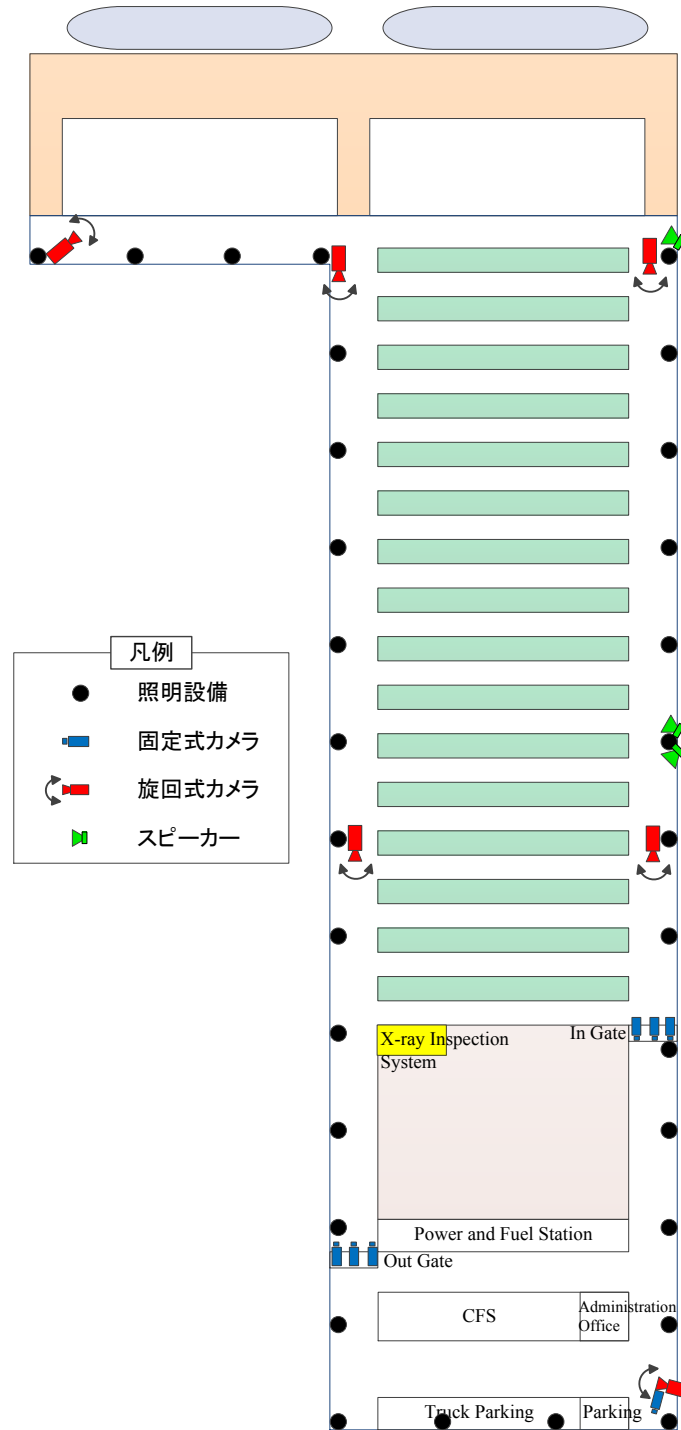 凡例
照明設備
固定式カメラ
旋回式カメラ
スピーカー
X-ray Inspection
System
In Gate
Power and Fuel Station
Out Gate
CFS
Administration
Office
Truck Parking
Parking